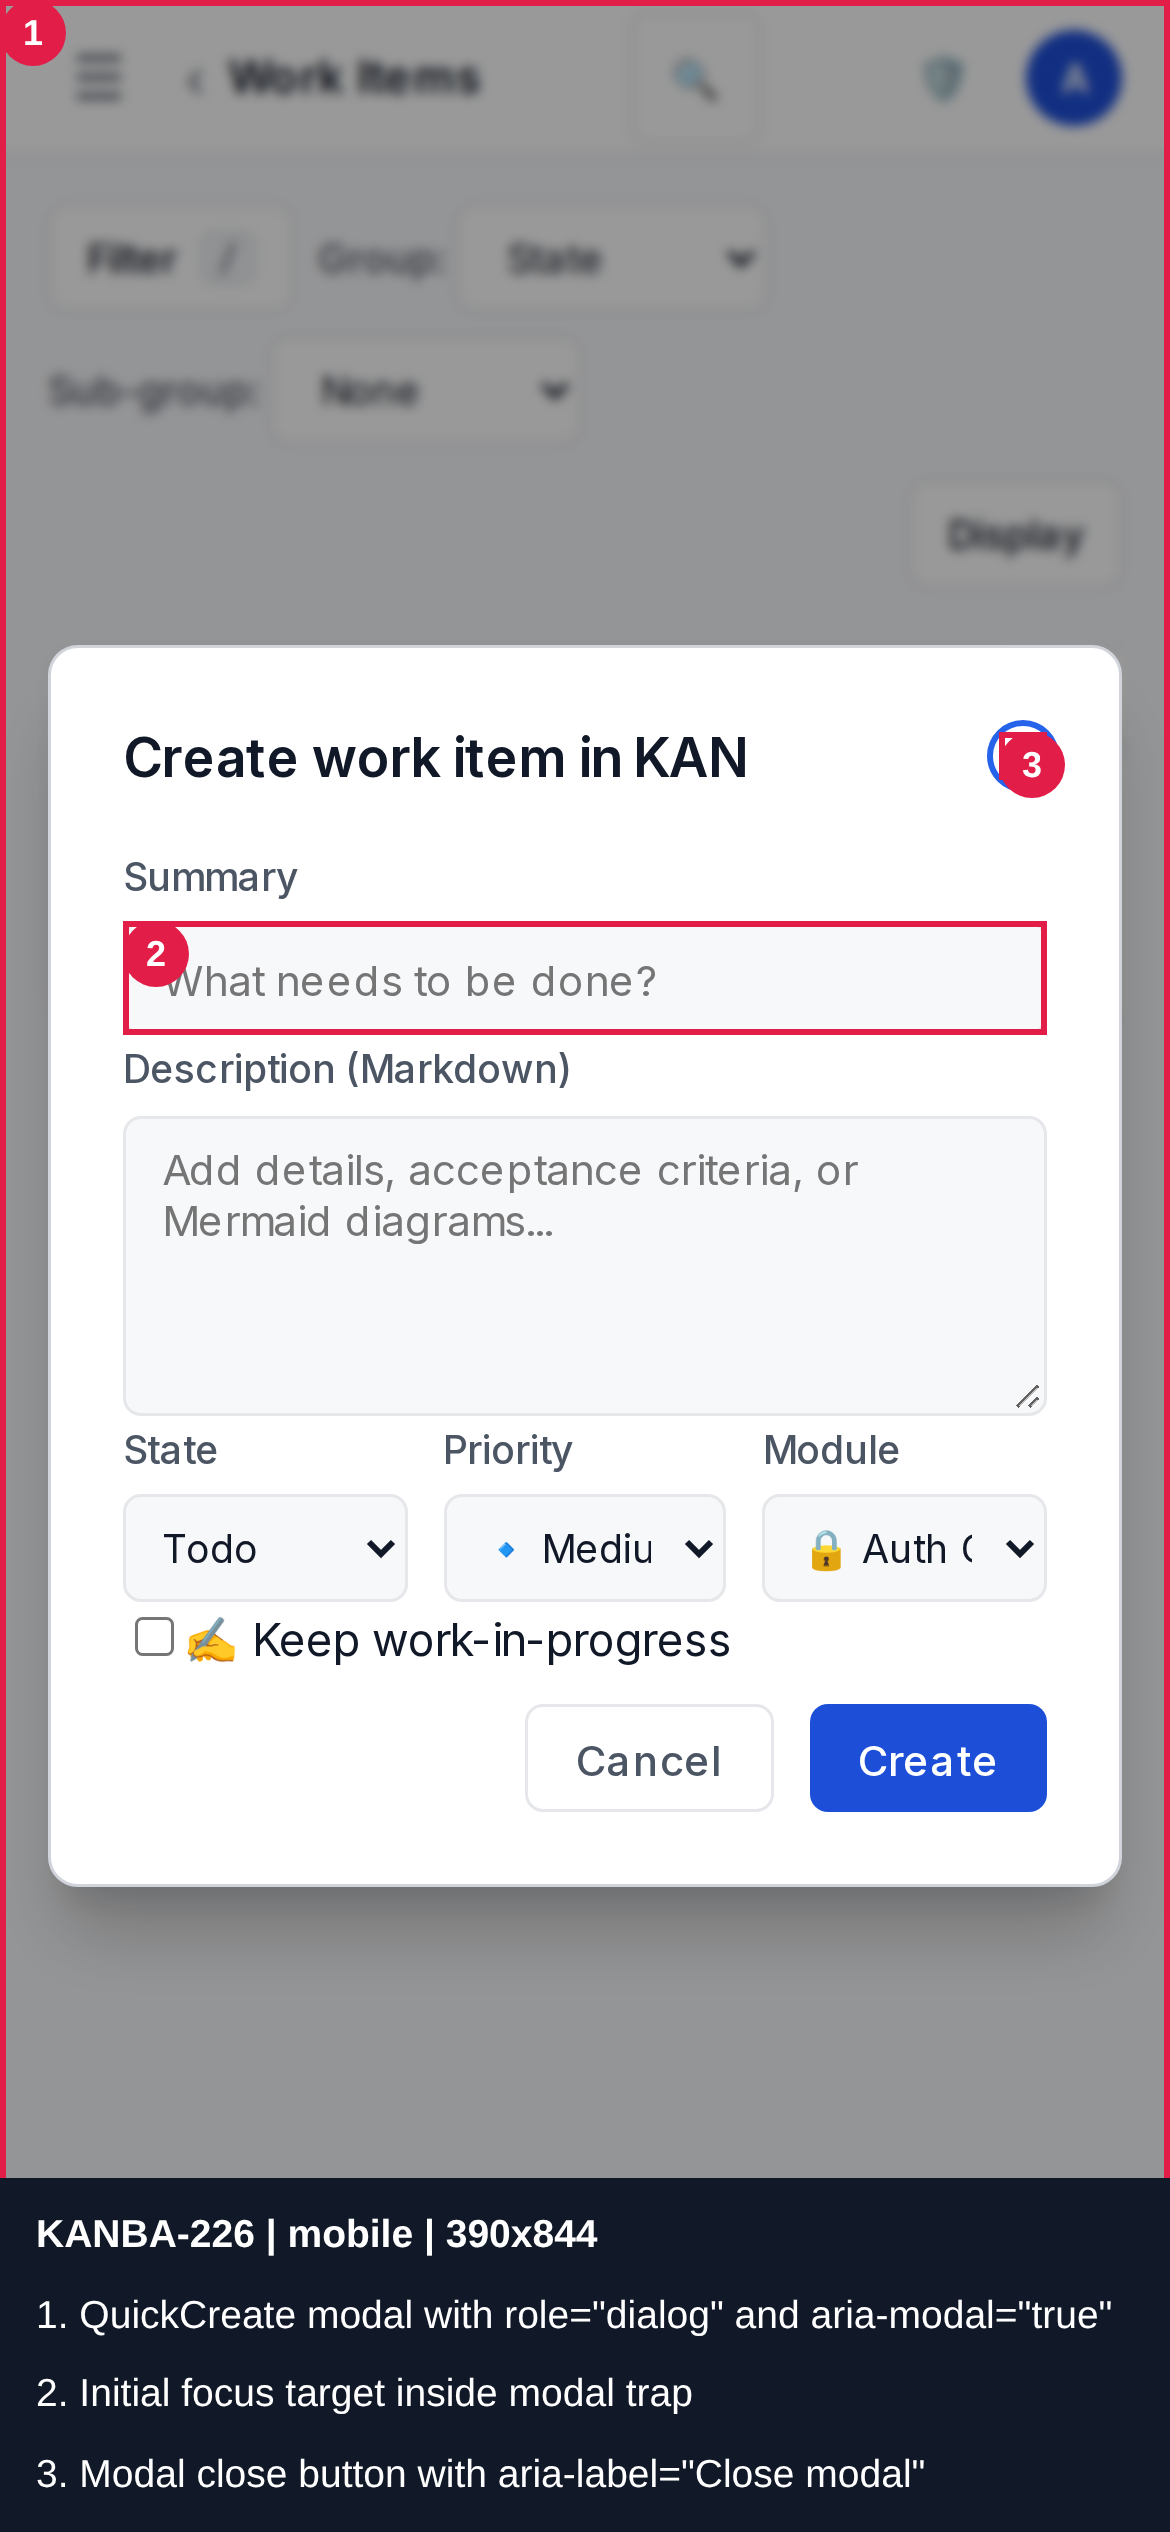 1
‹ Work Items
A
Filter /
Group: State
Sub-group: None
Display
Create work item in KAN
3
Summary
2
What needs to be done?
Description (Markdown)
Add details, acceptance criteria, or
Mermaid diagrams...
State Priority Module
Todo Mediu Auth
Keep work-in-progress
Cancel Create
KANBA-226 | mobile | 390x844
1. QuickCreate modal with role="dialog" and aria-modal="true"
2. Initial focus target inside modal trap
3. Modal close button with aria-label="Close modal"